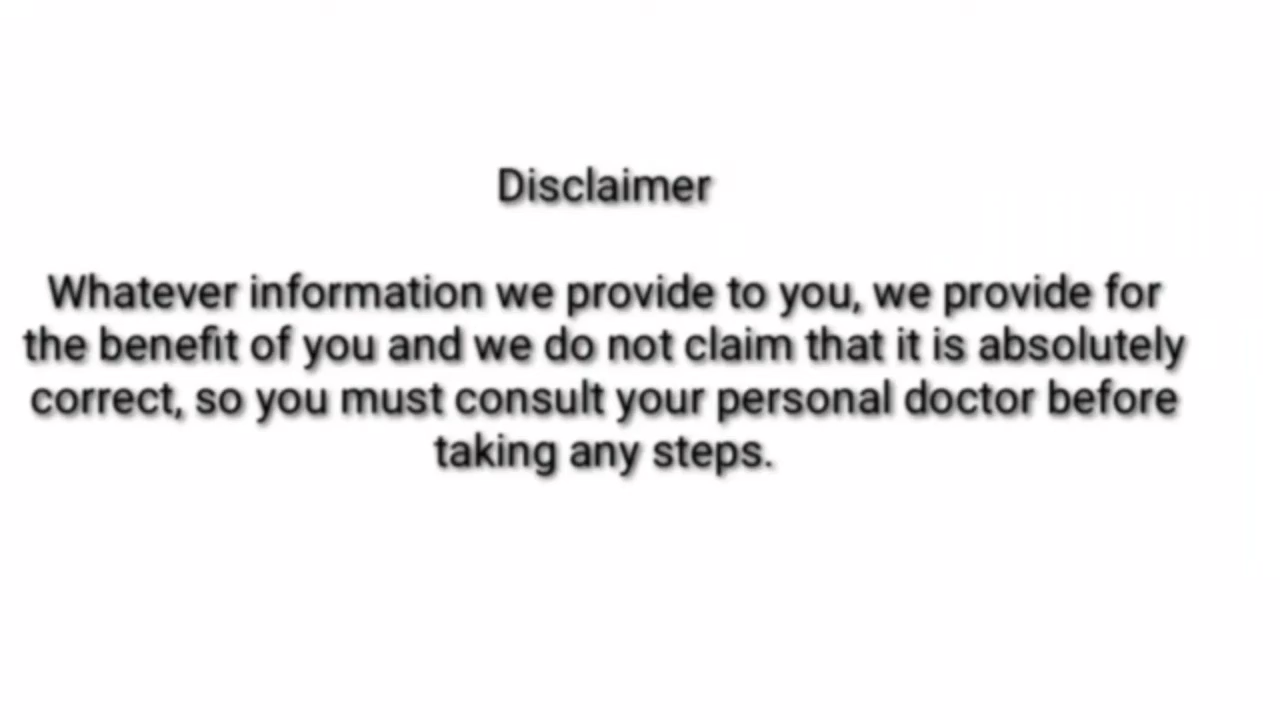 Disclaimer
Whatever information we provide to you, we provide for
the benefit of you and we do not claim that it is absolutely
correct, so you must consult your personal doctor before
taking any steps.